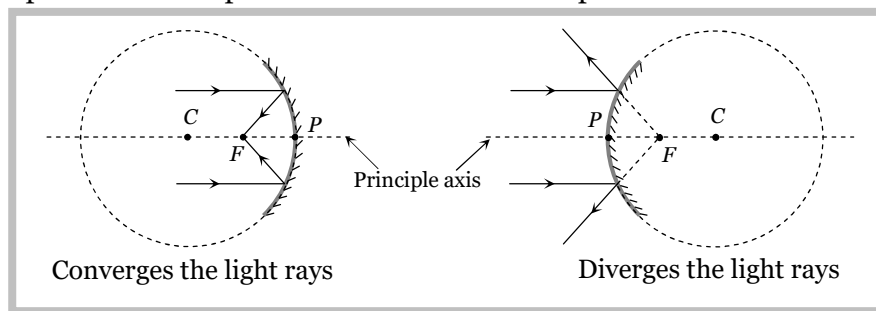 C
P
F
Principle axis
P
C
F
Converges the light rays
Diverges the light rays